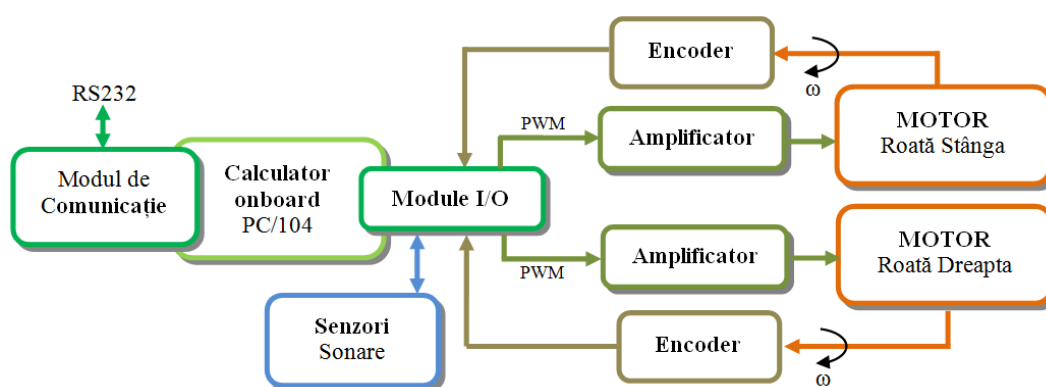 RS232
Modul de
Comunicație
Calculator
onboard
PC/104
Module I/O
Senzori
Sonare
PWM
PWM
Encoder
Amplificator
Amplificator
Encoder
ω
ω
MOTOR
Roată Stânga
MOTOR
Roată Dreapta